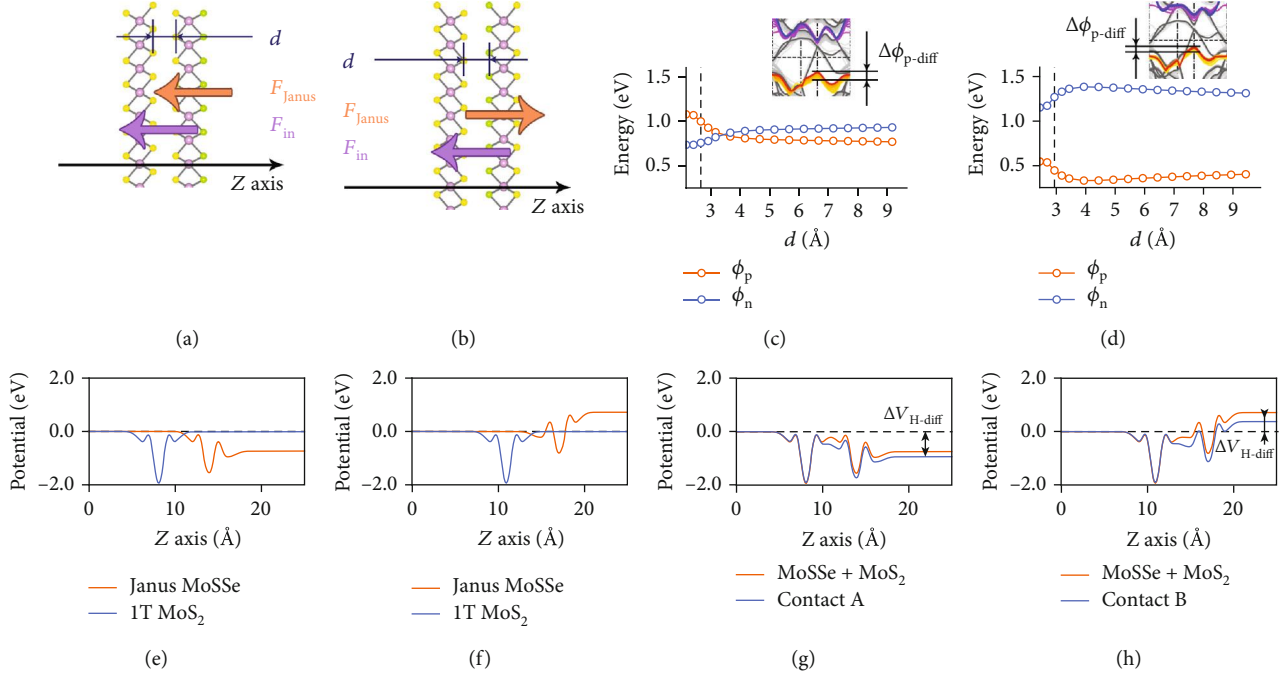 d
F_Janus
F_in
Z axis
(a)
d
F_Janus
F_in
Z axis
(b)
Δϕ_p-diff
Energy (eV)
1.5
1.0
0.5
3 4 5 6 7 8 9
d (Å)
ϕ_p
ϕ_n
(c)
Δϕ_p-diff
Energy (eV)
1.5
1.0
0.5
3 4 5 6 7 8 9
d (Å)
ϕ_p
ϕ_n
(d)
Potential (eV)
2.0
0.0
−2.0
0 10 20
Z axis (Å)
Janus MoSSe
1T MoS₂
(e)
Potential (eV)
2.0
0.0
−2.0
0 10 20
Z axis (Å)
Janus MoSSe
1T MoS₂
(f)
Potential (eV)
2.0
0.0
−2.0
ΔV_H-diff
0 10 20
Z axis (Å)
MoSSe + MoS₂
Contact A
(g)
Potential (eV)
2.0
0.0
−2.0
ΔV_H-diff
0 10 20
Z axis (Å)
MoSSe + MoS₂
Contact B
(h)